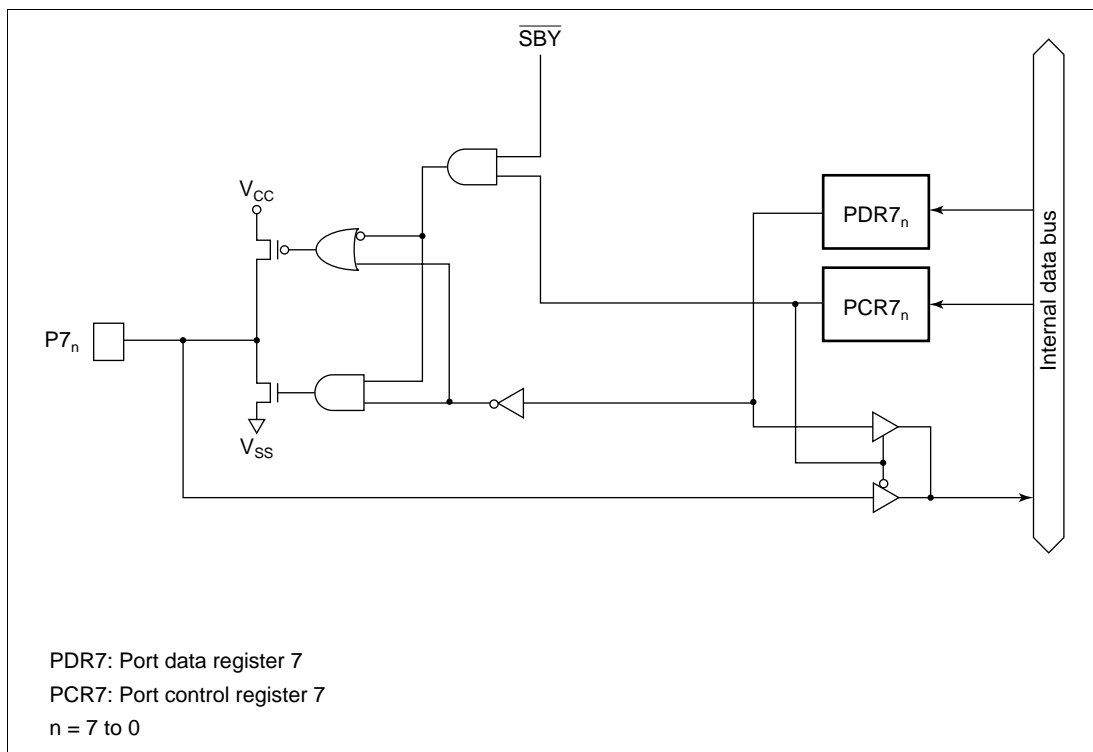 SBY
V_CC
PDR7_n
PCR7_n
P7_n
V_SS
Internal data bus
PDR7: Port data register 7
PCR7: Port control register 7
n = 7 to 0